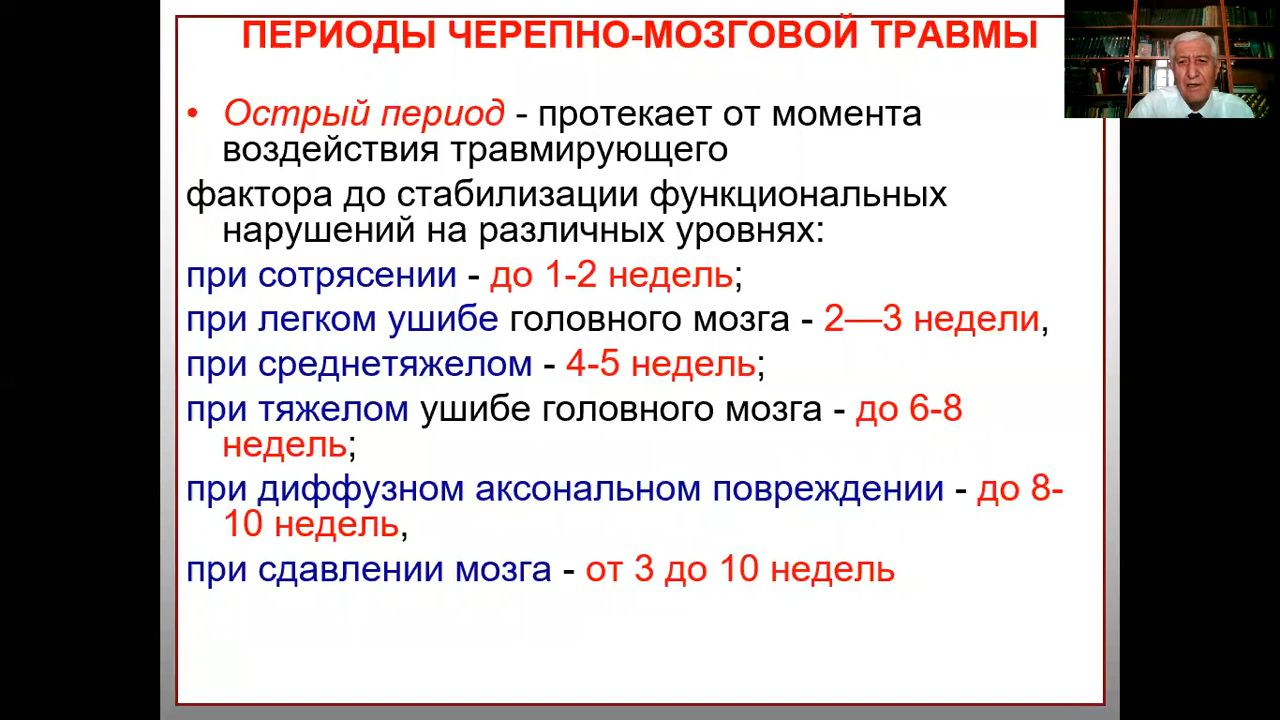 ПЕРИОДЫ ЧЕРЕПНО-МОЗГОВОЙ ТРАВМЫ
• Острый период - протекает от момента
воздействия травмирующего
фактора до стабилизации функциональных
нарушений на различных уровнях:
при сотрясении - до 1-2 недель;
при легком ушибе головного мозга - 2—3 недели,
при среднетяжелом - 4-5 недель;
при тяжелом ушибе головного мозга - до 6-8
недель;
при диффузном аксональном повреждении - до 8-
10 недель,
при сдавлении мозга - от 3 до 10 недель